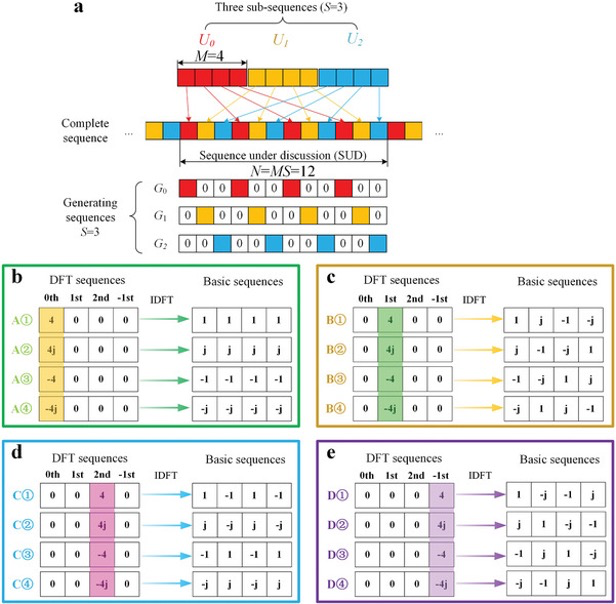 a
Three sub-sequences (S=3)
U0 U1 U2
M=4
Complete sequence
... ...
Sequence under discussion (SUD)
N=MS=12
Generating sequences S=3
G0 0 0 0 0 0 0 0 0
G1 0 0 0 0 0 0 0 0
G2 0 0 0 0 0 0 0 0
b
DFT sequences Basic sequences
0th 1st 2nd -1st IDFT
A① 4 0 0 0 1 1 1 1
A② 4j 0 0 0 j j j j
A③ -4 0 0 0 -1 -1 -1 -1
A④ -4j 0 0 0 -j -j -j -j
c
DFT sequences Basic sequences
0th 1st 2nd -1st IDFT
B① 0 4 0 0 1 j -1 -j
B② 0 4j 0 0 j -1 -j 1
B③ 0 -4 0 0 -1 -j 1 j
B④ 0 -4j 0 0 -j 1 j -1
d
DFT sequences Basic sequences
0th 1st 2nd -1st IDFT
C① 0 0 4 0 1 -1 1 -1
C② 0 0 4j 0 j -j j -j
C③ 0 0 -4 0 -1 1 -1 1
C④ 0 0 -4j 0 -j j -j j
e
DFT sequences Basic sequences
0th 1st 2nd -1st IDFT
D① 0 0 0 4 1 -j -1 j
D② 0 0 0 4j j 1 -j -1
D③ 0 0 0 -4 -1 j 1 -j
D④ 0 0 0 -4j -j -1 j 1